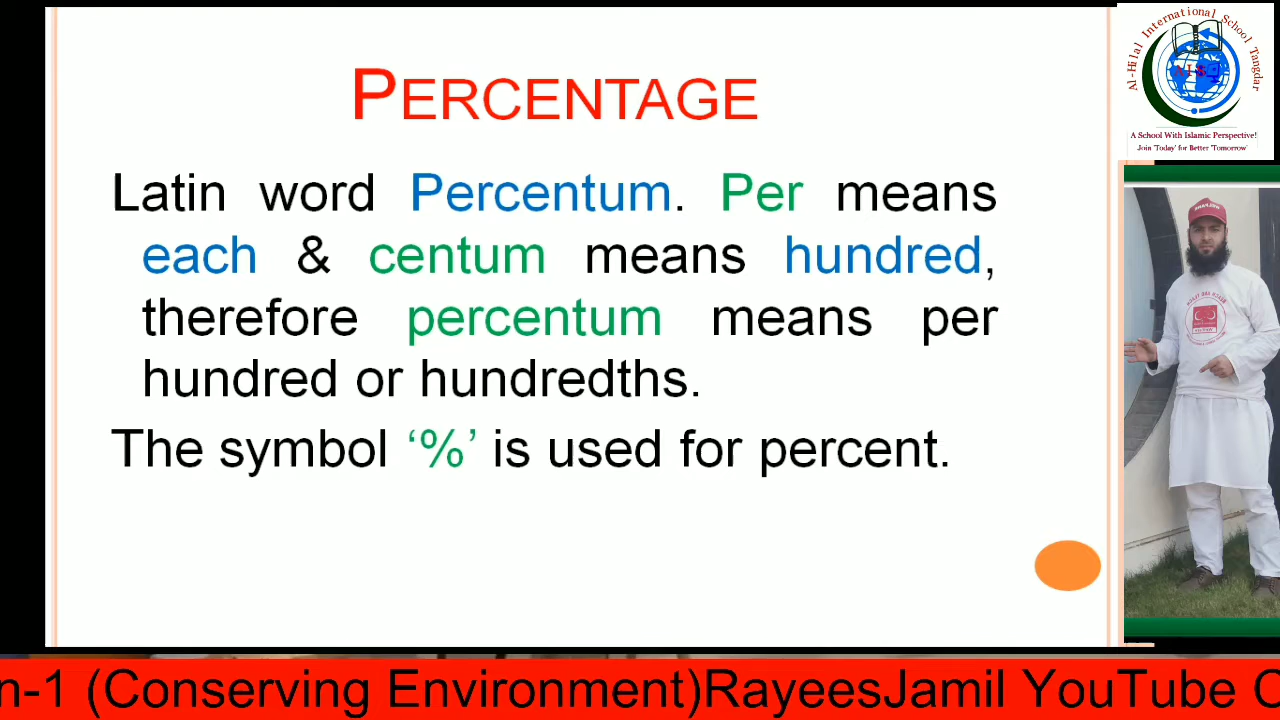 PERCENTAGE
Latin word Percentum. Per means
each & centum means hundred,
therefore percentum means per
hundred or hundredths.
The symbol ‘%’ is used for percent.
Al-Hilal International School Tangdar
AIS
A School With Islamic Perspective!
Join 'Today' for Better 'Tomorrow'
n-1 (Conserving Environment)RayeesJamil YouTube C